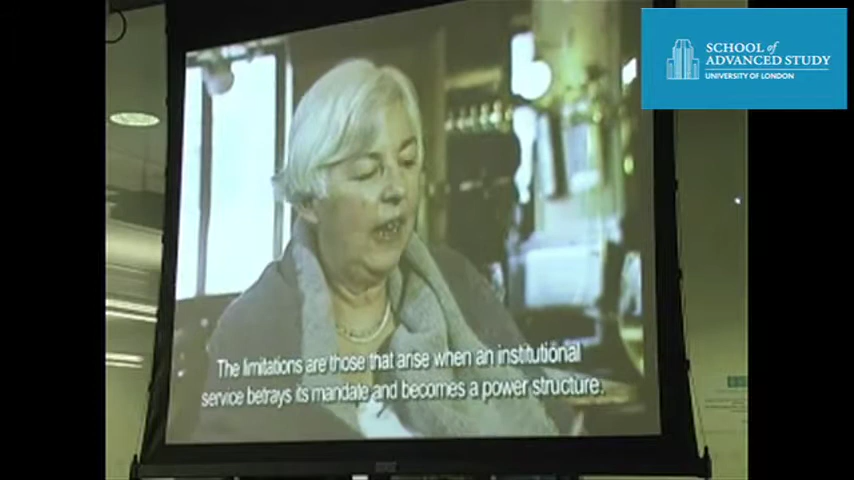 SCHOOL of
ADVANCED STUDY
UNIVERSITY OF LONDON
The limitations are those that arise when an institutional
service betrays its mandate and becomes a power structure.